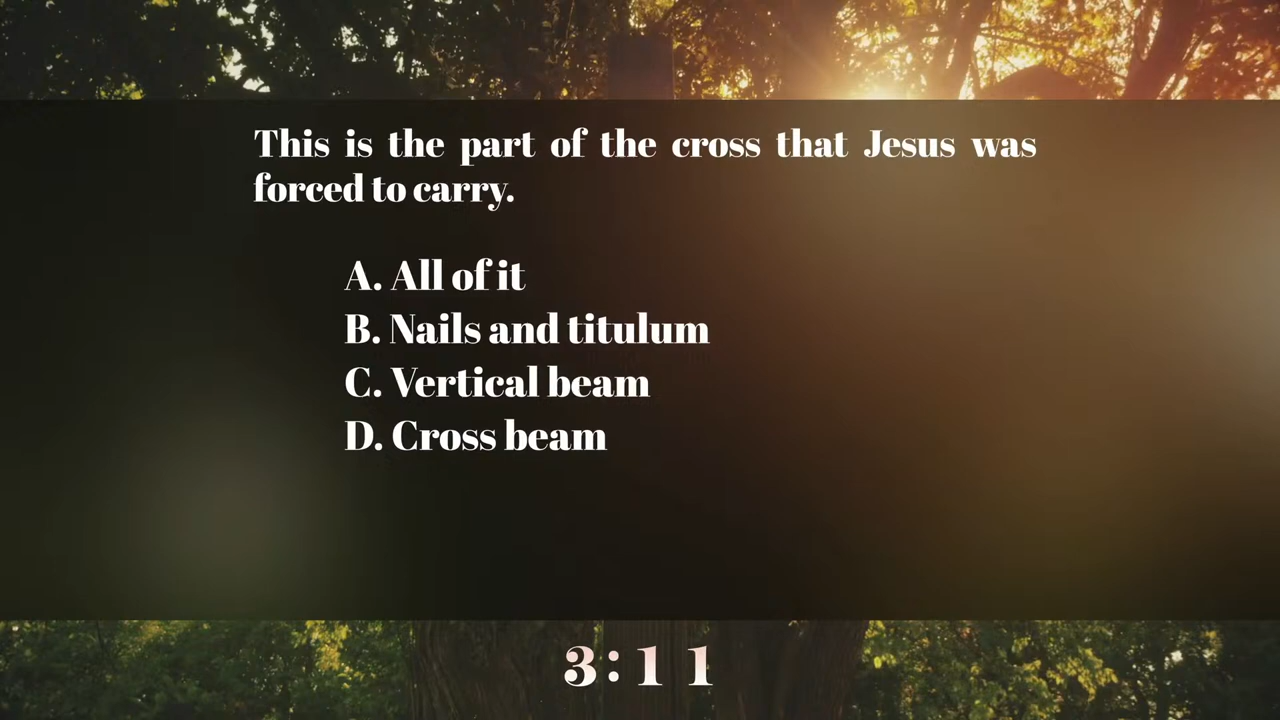 This is the part of the cross that Jesus was
forced to carry.
A. All of it
B. Nails and titulum
C. Vertical beam
D. Cross beam
3:11